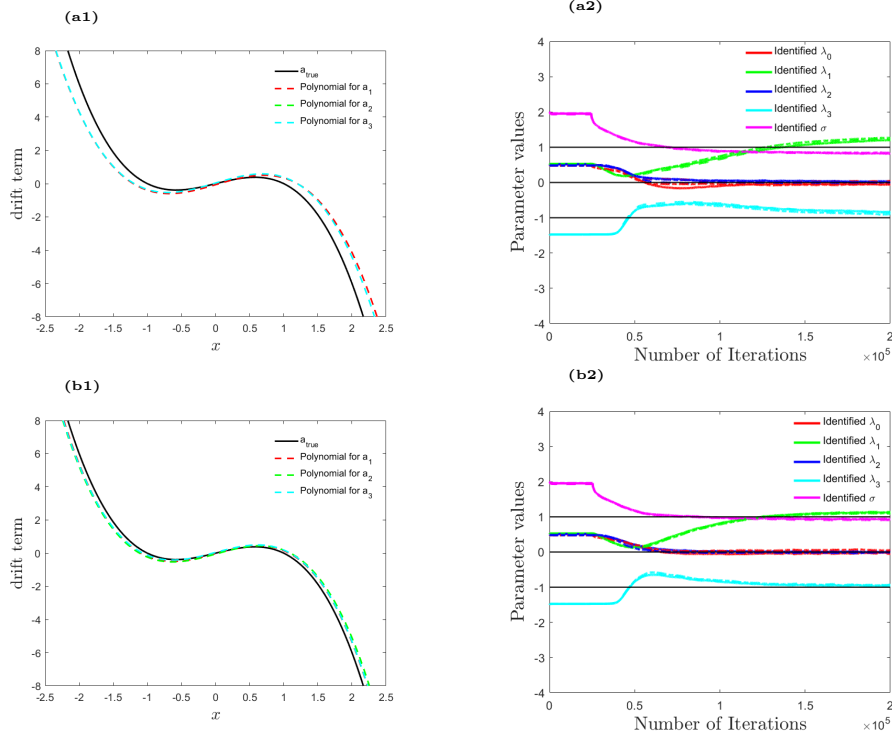 (a1)
8
6
4
2
0
-2
-4
-6
-8
drift term
-2.5 -2 -1.5 -1 -0.5 0 0.5 1 1.5 2 2.5
x
a_true
Polynomial for a_1
Polynomial for a_2
Polynomial for a_3
(a2)
4
3
2
1
0
-1
-2
-3
-4
Parameter values
0 0.5 1 1.5 2
Number of Iterations
×10^5
Identified λ_0
Identified λ_1
Identified λ_2
Identified λ_3
Identified σ
(b1)
8
6
4
2
0
-2
-4
-6
-8
drift term
-2.5 -2 -1.5 -1 -0.5 0 0.5 1 1.5 2 2.5
x
a_true
Polynomial for a_1
Polynomial for a_2
Polynomial for a_3
(b2)
4
3
2
1
0
-1
-2
-3
-4
Parameter values
0 0.5 1 1.5 2
Number of Iterations
×10^5
Identified λ_0
Identified λ_1
Identified λ_2
Identified λ_3
Identified σ